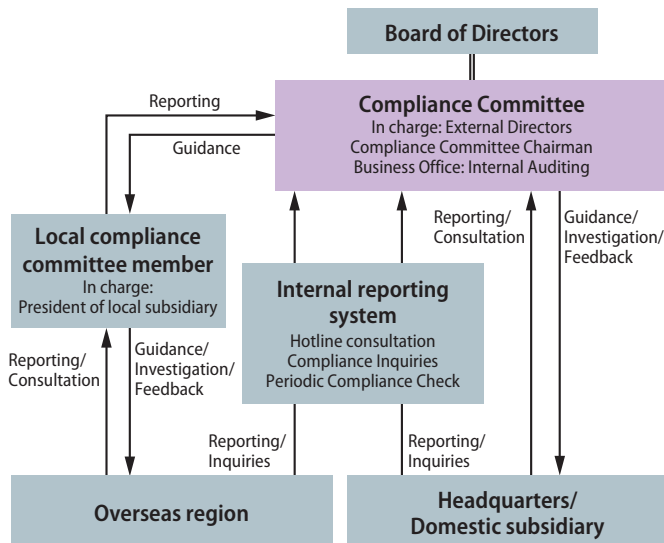 Board of Directors
Compliance Committee
In charge: External Directors
Compliance Committee Chairman
Business Office: Internal Auditing
Reporting
Guidance
Local compliance
committee member
In charge:
President of local subsidiary
Reporting/
Consultation
Guidance/
Investigation/
Feedback
Internal reporting
system
Hotline consultation
Compliance Inquiries
Periodic Compliance Check
Reporting/
Consultation
Guidance/
Investigation/
Feedback
Reporting/
Inquiries
Reporting/
Inquiries
Overseas region
Headquarters/
Domestic subsidiary